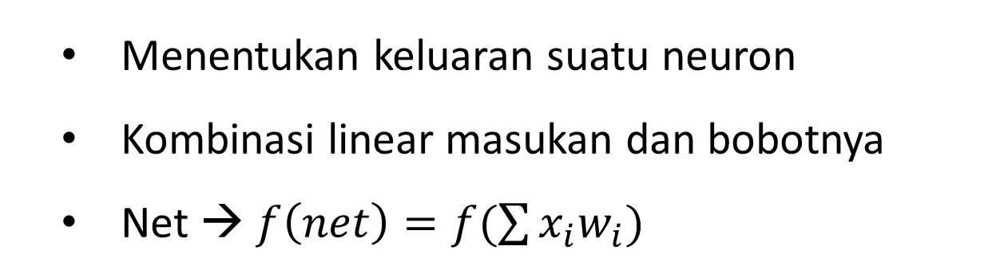 • Menentukan keluaran suatu neuron
• Kombinasi linear masukan dan bobotnya
• Net → f(net) = f(∑ xᵢwᵢ)